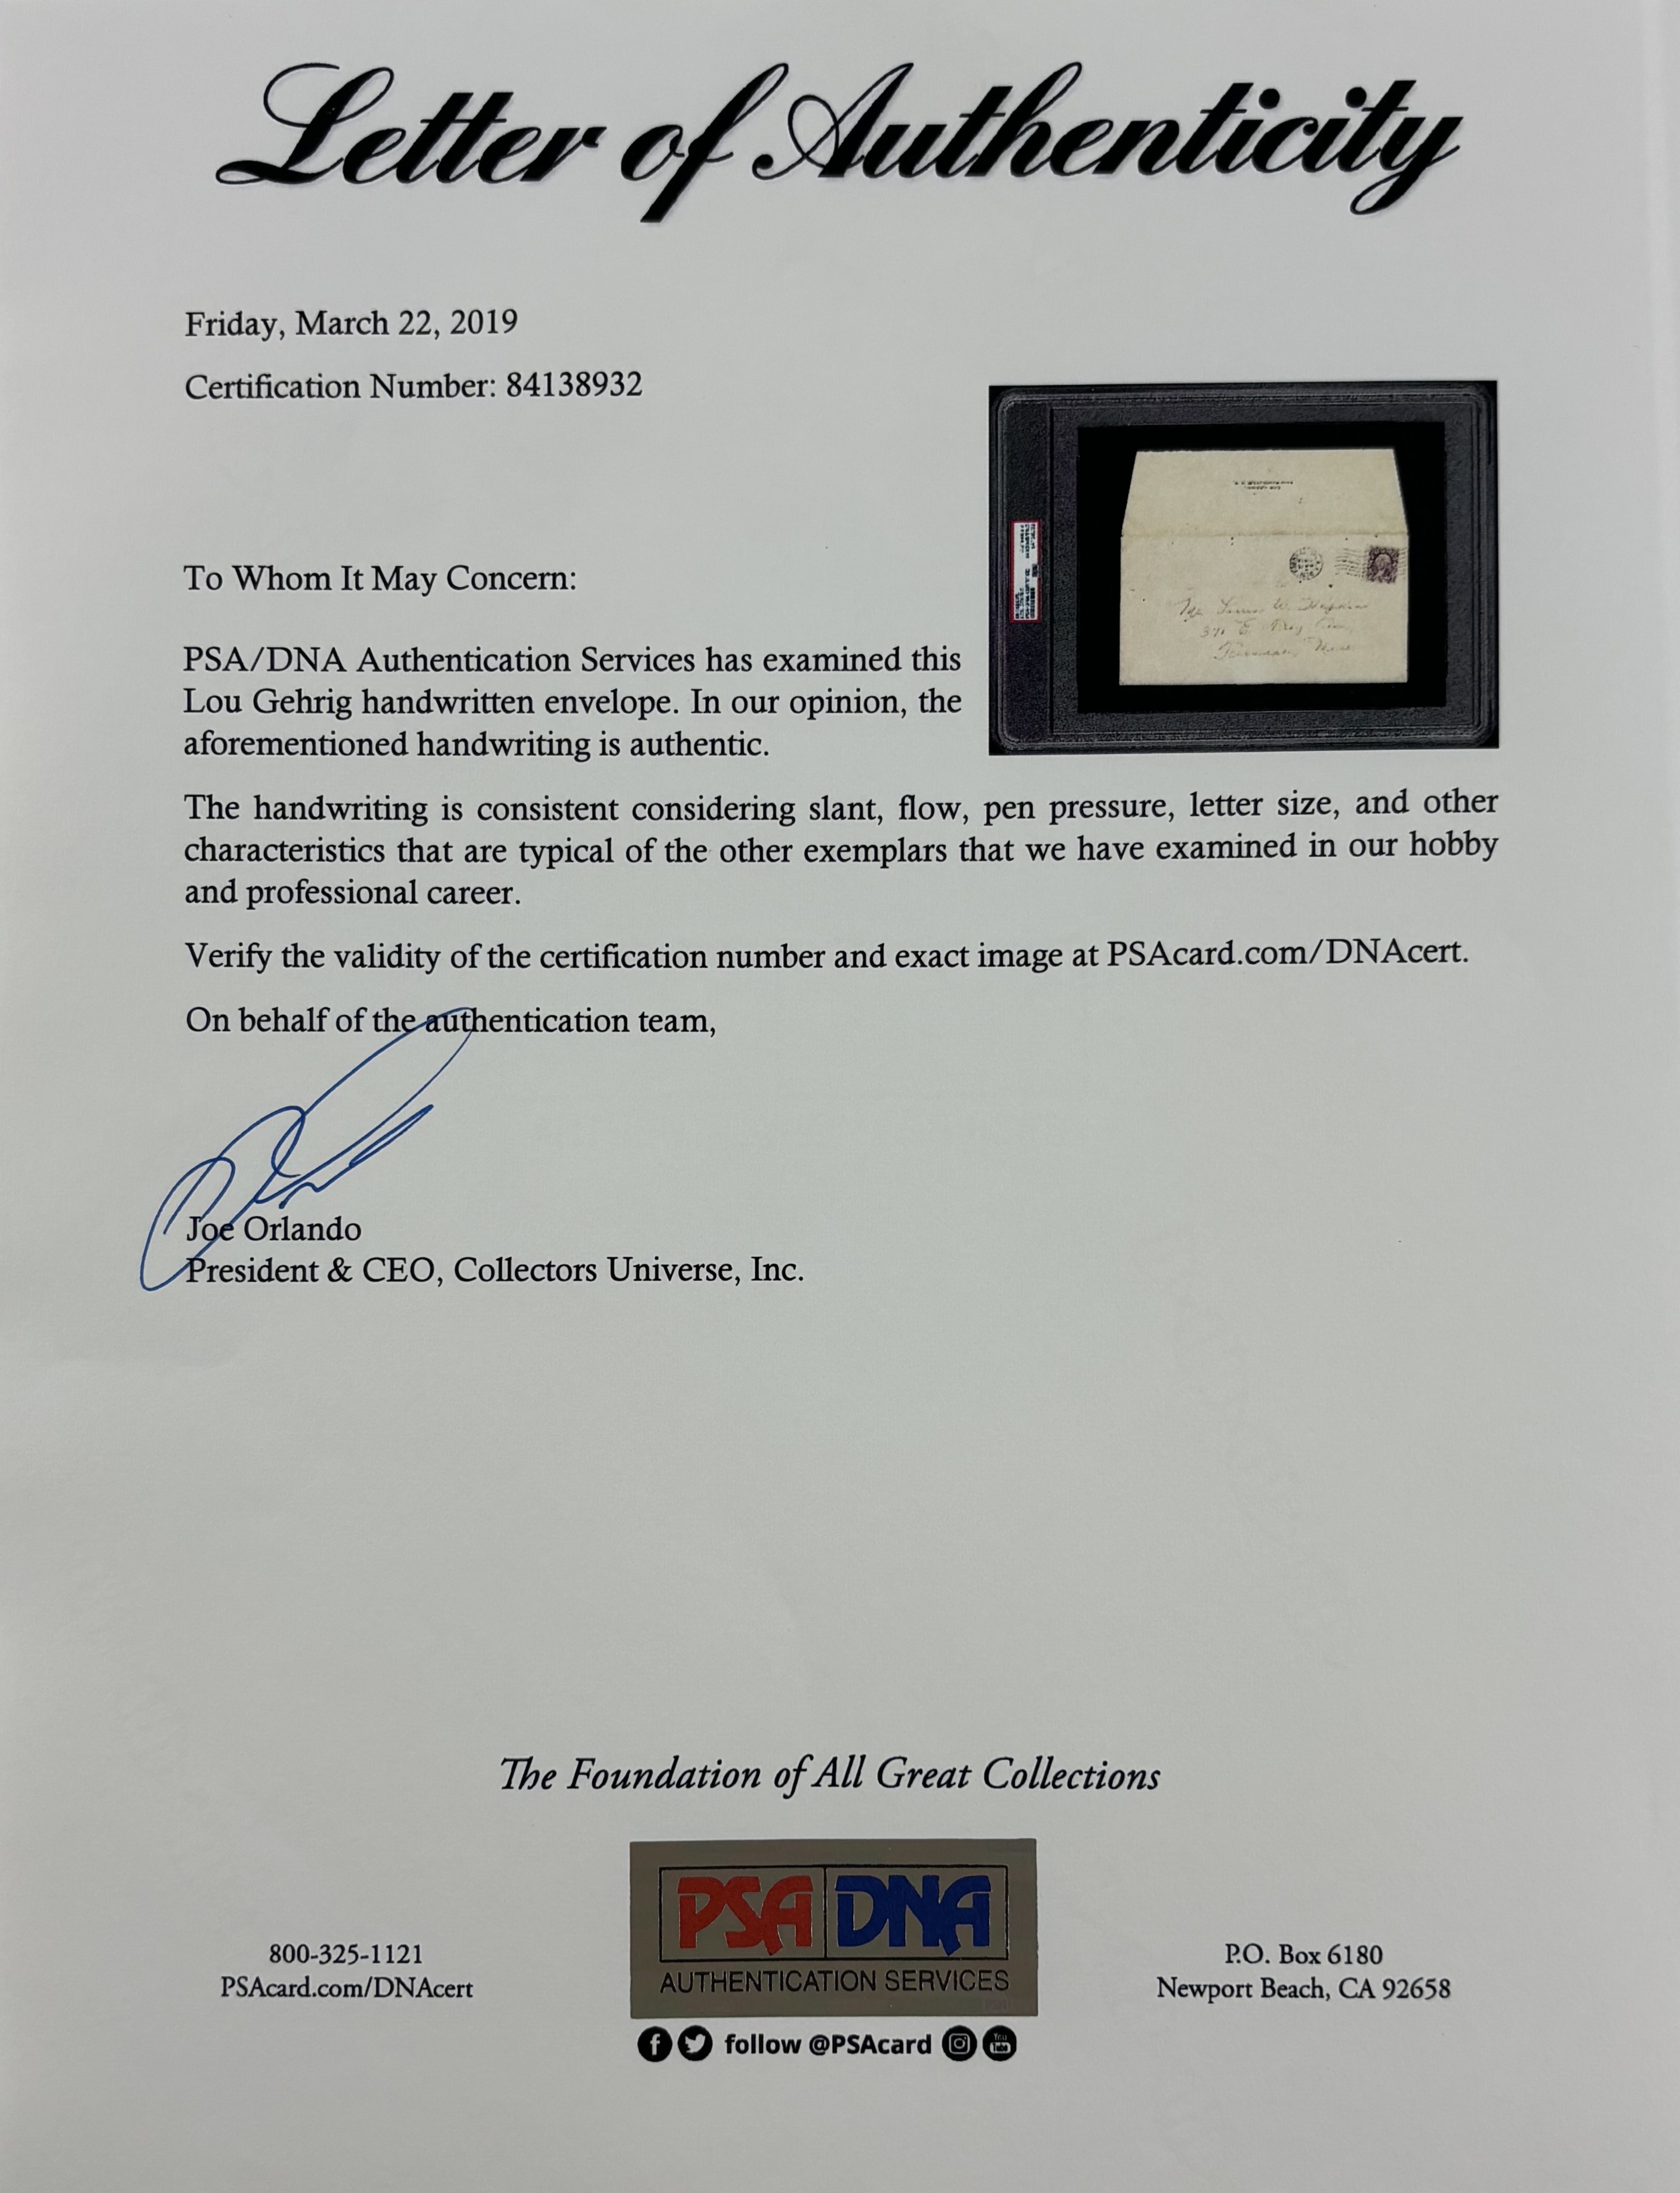 Letter of Authenticity
Friday, March 22, 2019
Certification Number: 84138932
To Whom It May Concern:
PSA/DNA Authentication Services has examined this
Lou Gehrig handwritten envelope. In our opinion, the
aforementioned handwriting is authentic.
The handwriting is consistent considering slant, flow, pen pressure, letter size, and other
characteristics that are typical of the other exemplars that we have examined in our hobby
and professional career.
Verify the validity of the certification number and exact image at PSAcard.com/DNAcert.
On behalf of the authentication team,
Joe Orlando
President & CEO, Collectors Universe, Inc.
The Foundation of All Great Collections
PSA DNA
AUTHENTICATION SERVICES
800-325-1121
PSAcard.com/DNAcert
P.O. Box 6180
Newport Beach, CA 92658
follow @PSAcard
You
Tube